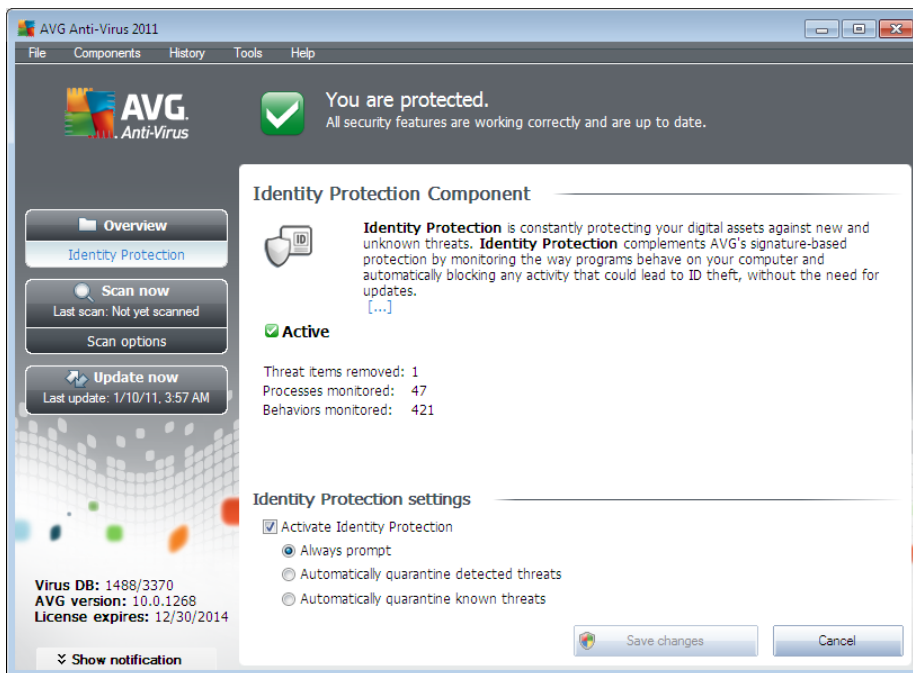 AVG Anti-Virus 2011
File Components History Tools Help
AVG.
Anti-Virus
You are protected.
All security features are working correctly and are up to date.
Overview
Identity Protection
Scan now
Last scan: Not yet scanned
Scan options
Update now
Last update: 1/10/11, 3:57 AM
Virus DB: 1488/3370
AVG version: 10.0.1268
License expires: 12/30/2014
Show notification
Identity Protection Component
ID
Identity Protection is constantly protecting your digital assets against new and
unknown threats. Identity Protection complements AVG's signature-based
protection by monitoring the way programs behave on your computer and
automatically blocking any activity that could lead to ID theft, without the need for
updates.
[...]
Active
Threat items removed: 1
Processes monitored: 47
Behaviors monitored: 421
Identity Protection settings
Activate Identity Protection
Always prompt
Automatically quarantine detected threats
Automatically quarantine known threats
Save changes
Cancel